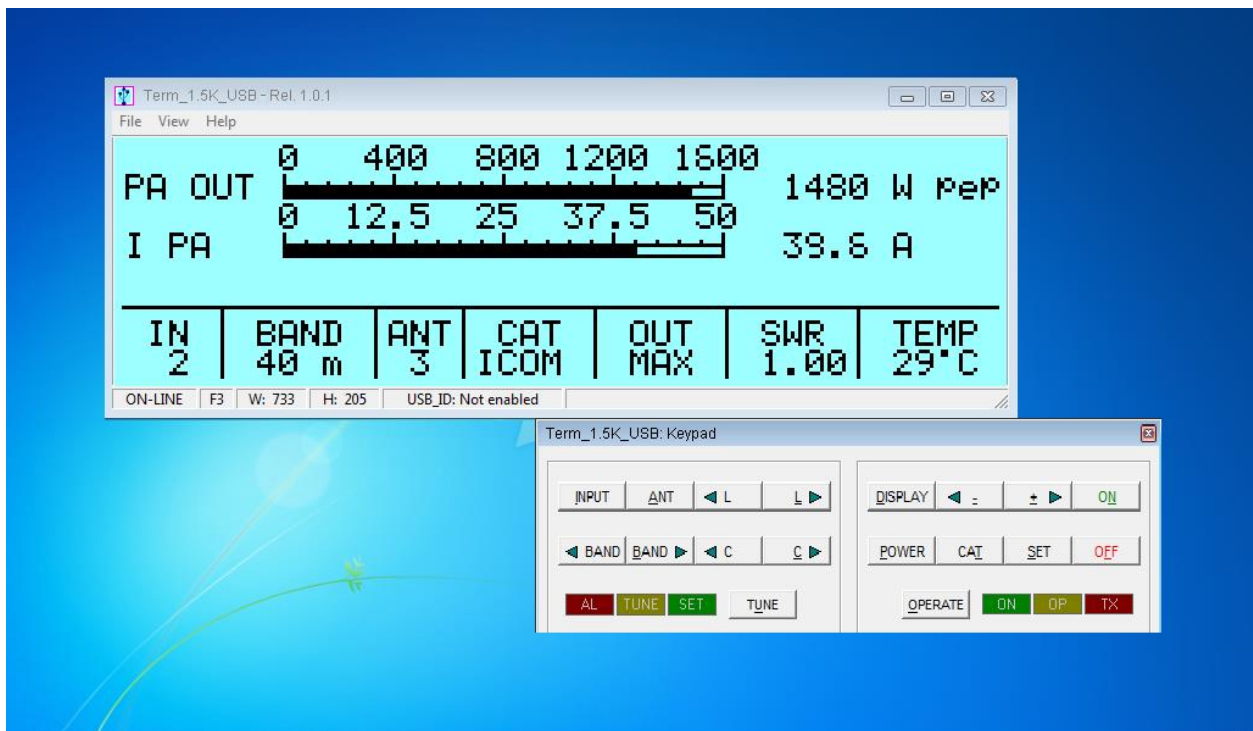 Term_1.5K_USB - Rel. 1.0.1
File View Help
0 400 800 1200 1600
PA OUT 1480 W pep
0 12.5 25 37.5 50
I PA 39.6 A
IN BAND ANT CAT OUT SWR TEMP
2 40 m 3 ICOM MAX 1.00 29°C
ON-LINE F3 W: 733 H: 205 USB_ID: Not enabled
Term_1.5K_USB: Keypad
INPUT ANT ◄ L L ► DISPLAY ◄ - + ► ON
◄ BAND BAND ► ◄ C C ► POWER CAT SET OFF
AL TUNE SET TUNE OPERATE ON OP TX